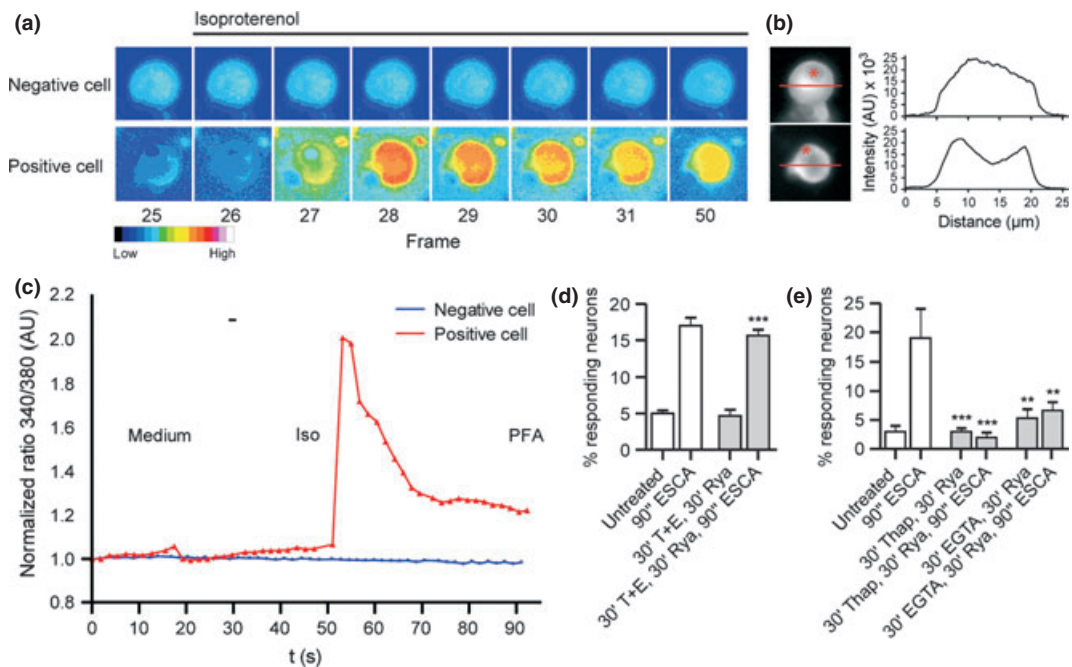 (a)
Isoproterenol
Negative cell
Positive cell
25 26 27 28 29 30 31 50
Frame
Low High
(b)
Intensity (AU) x 10³
25
20
15
10
5
0
25
20
15
10
5
0
0 5 10 15 20 25
Distance (µm)
(c)
Normalized ratio 340/380 (AU)
2.2
2.0
1.8
1.6
1.4
1.2
1.0
0.8
Negative cell
Positive cell
Medium Iso PFA
0 10 20 30 40 50 60 70 80 90
t (s)
(d)
% responding neurons
20
15
10
5
0
***
Untreated
90" ESCA
30' T+E, 30' Rya
30' T+E, 30' Rya, 90" ESCA
(e)
% responding neurons
25
20
15
10
5
0
*** *** ** **
Untreated
90" ESCA
30' Thap, 30' Rya
30' Thap, 30' Rya, 90" ESCA
30' EGTA, 30' Rya
30' EGTA, 30' Rya, 90" ESCA